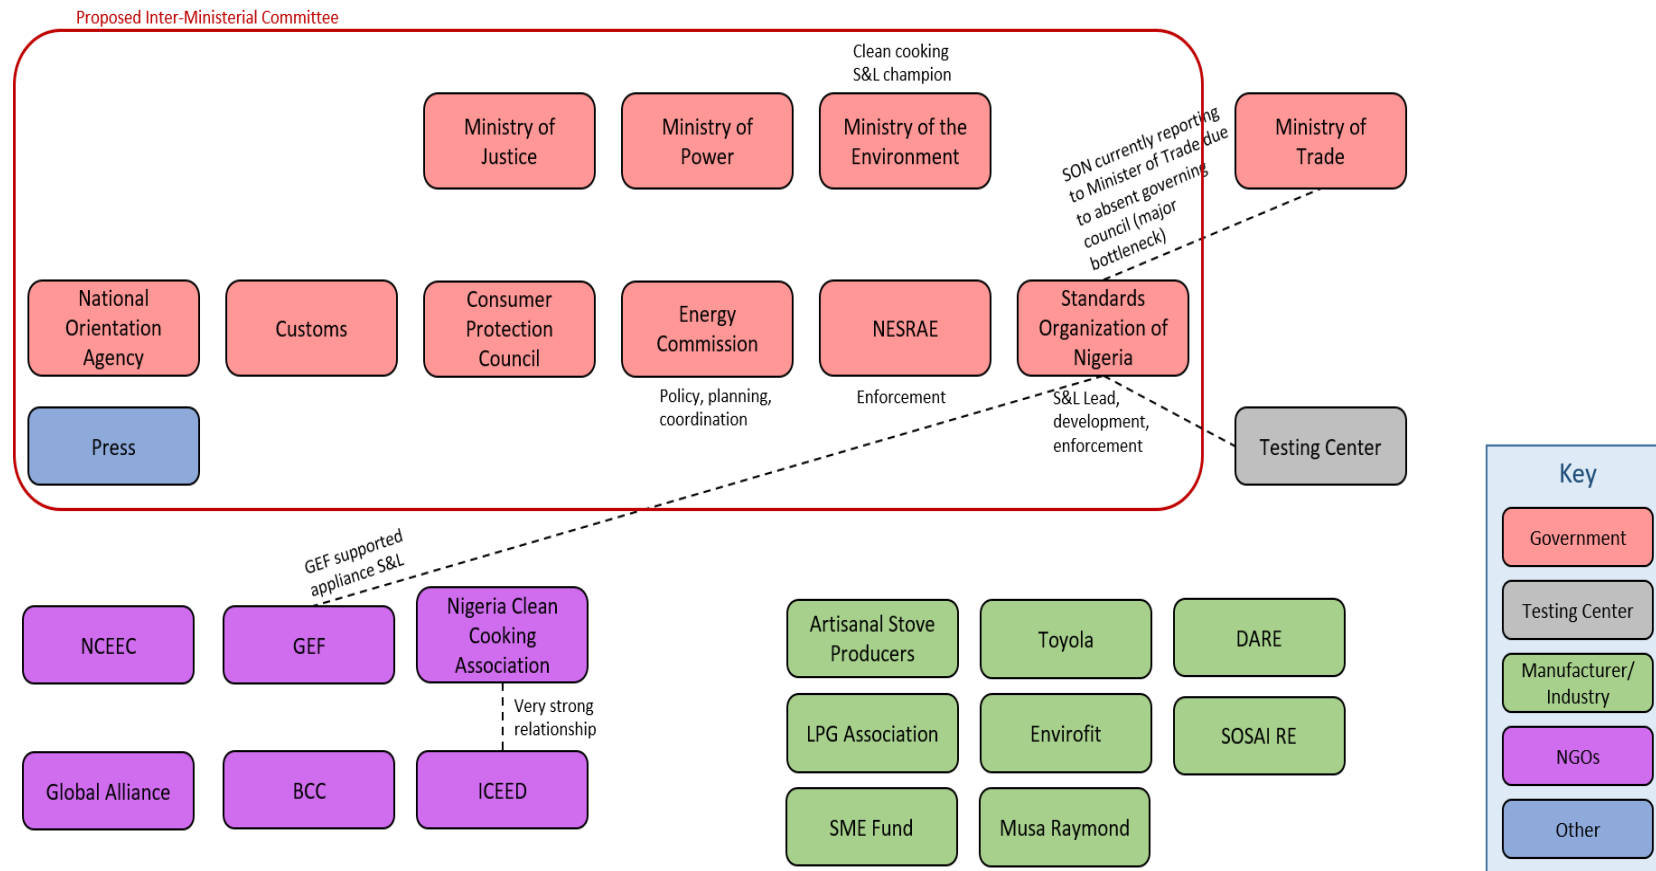 Proposed Inter-Ministerial Committee
Clean cooking
S&L champion
Ministry of
Justice
Ministry of
Power
Ministry of the
Environment
SON currently reporting
to Minister of Trade due
to absent governing
council (major
bottleneck)
Ministry of
Trade
National
Orientation
Agency
Customs
Consumer
Protection
Council
Energy
Commission
NESRAE
Standards
Organization of
Nigeria
Policy, planning,
coordination
Enforcement
S&L Lead,
development,
enforcement
Press
Testing Center
GEF supported
appliance S&L
NCEEC
GEF
Nigeria Clean
Cooking
Association
Very strong
relationship
Global Alliance
BCC
ICEED
Artisanal Stove
Producers
Toyola
DARE
LPG Association
Envirofit
SOSAI RE
SME Fund
Musa Raymond
Key
Government
Testing Center
Manufacturer/
Industry
NGOs
Other